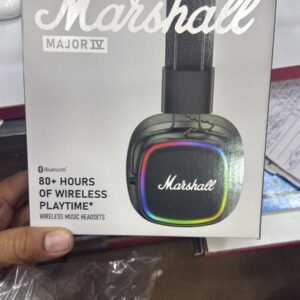 Marshall
MAJOR IV
Bluetooth
80+ HOURS
OF WIRELESS
PLAYTIME*
WIRELESS MUSIC HEADSETS
Marshall